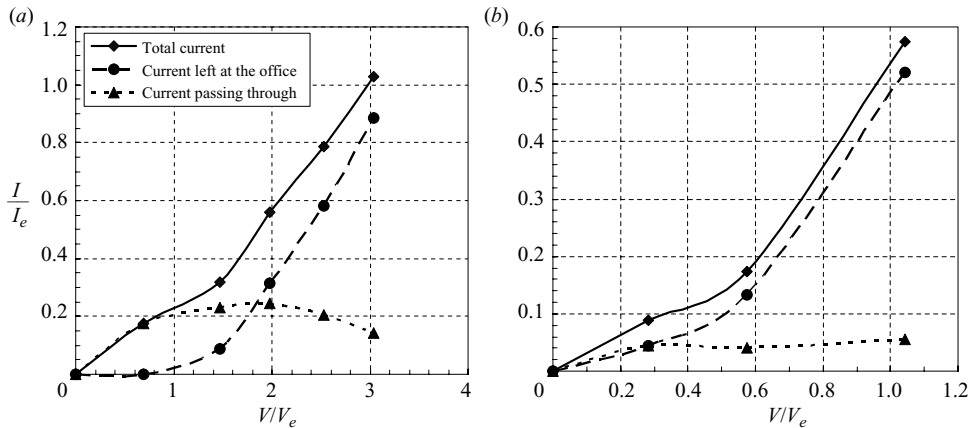 (a)
1.2
1.0
0.8
0.6
0.4
0.2
0
1
2
3
4
I
I_e
V/V_e
Total current
Current left at the office
Current passing through
(b)
0.6
0.5
0.4
0.3
0.2
0.1
0
0.2
0.4
0.6
0.8
1.0
1.2
V/V_e